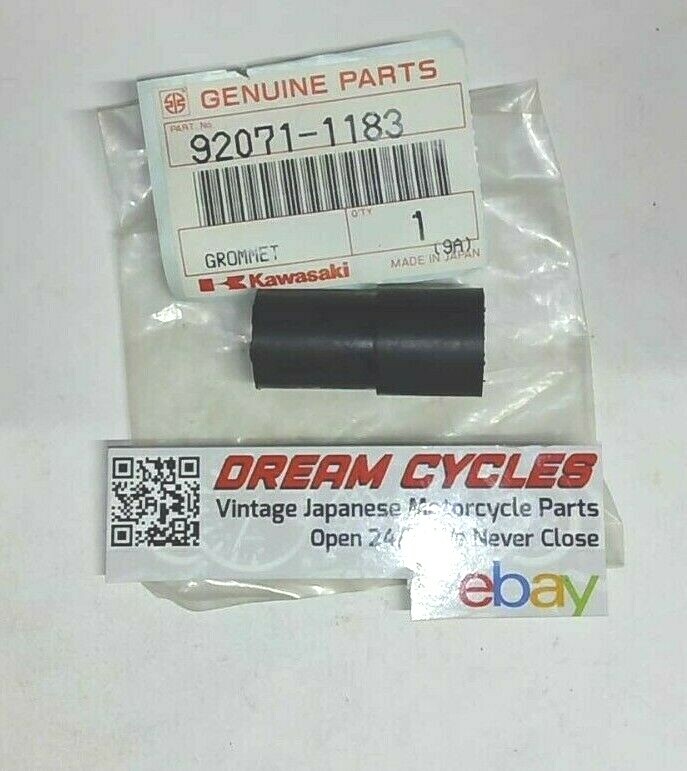 GENUINE PARTS
PART No.
92071-1183
Q'TY
1
(9A)
GROMMET
MADE IN JAPAN
Kawasaki
DREAM CYCLES
Vintage Japanese Motorcycle Parts
Open 24/ Never Close
ebay